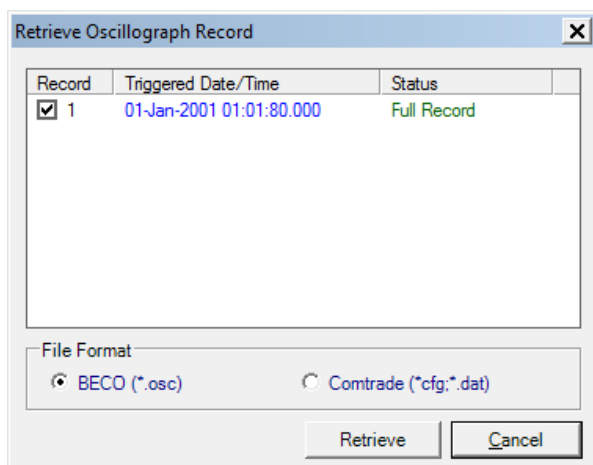 Retrieve Oscillograph Record
Record Triggered Date/Time Status
1 01-Jan-2001 01:01:80.000 Full Record
File Format
BECO (*.osc) Comtrade (*cfg;*.dat)
Retrieve Cancel